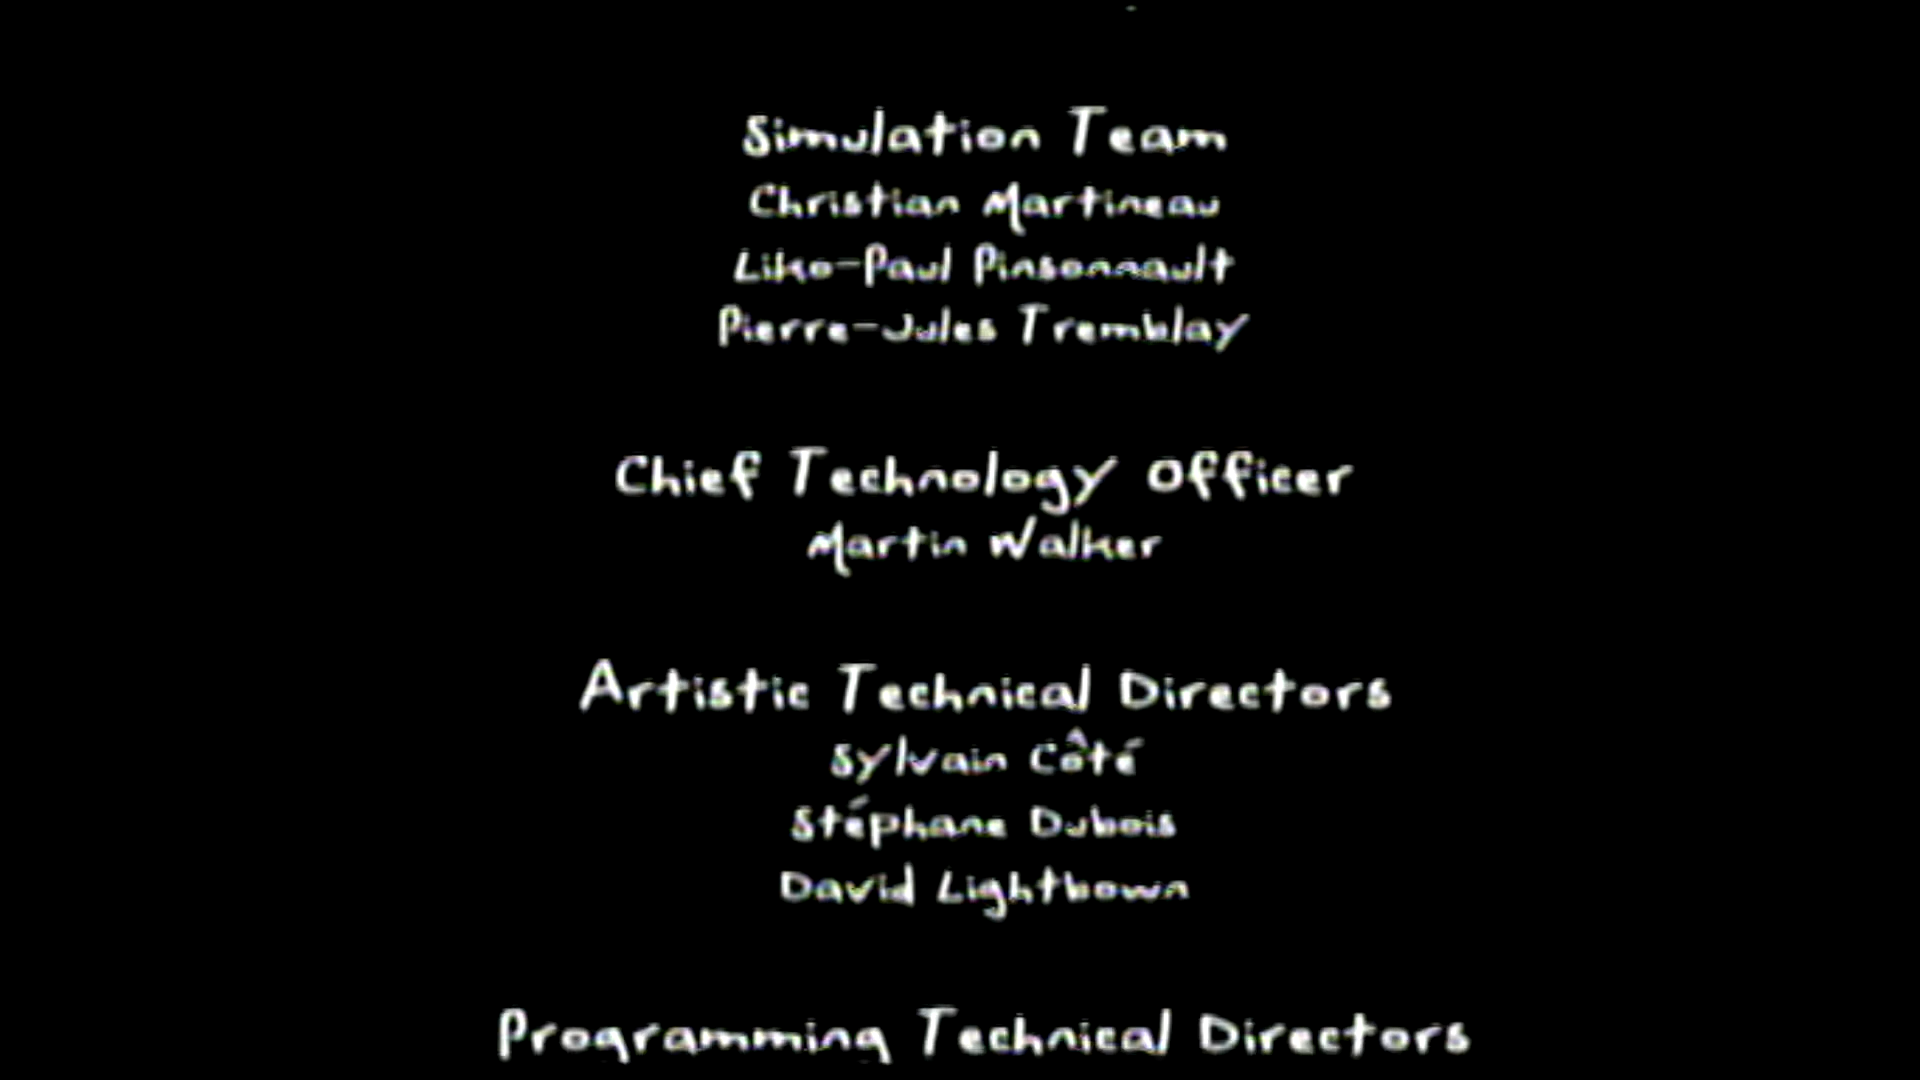 Simulation Team
Christian Martineau
Liko-Paul Pinsonnault
Pierre-Jules Tremblay
Chief Technology Officer
Martin Walker
Artistic Technical Directors
Sylvain Côté
Stéphane Dubois
David Lightbown
Programming Technical Directors